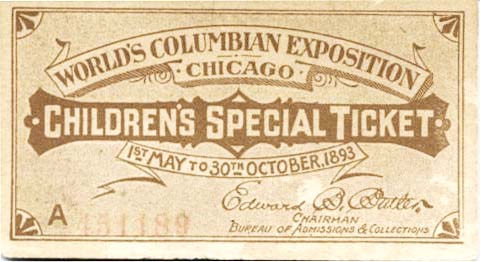 WORLD'S COLUMBIAN EXPOSITION
CHICAGO
CHILDREN'S SPECIAL TICKET
1ST MAY TO 30TH OCTOBER, 1893
Edward B. Butler
CHAIRMAN
BUREAU OF ADMISSIONS & COLLECTIONS
A 151189